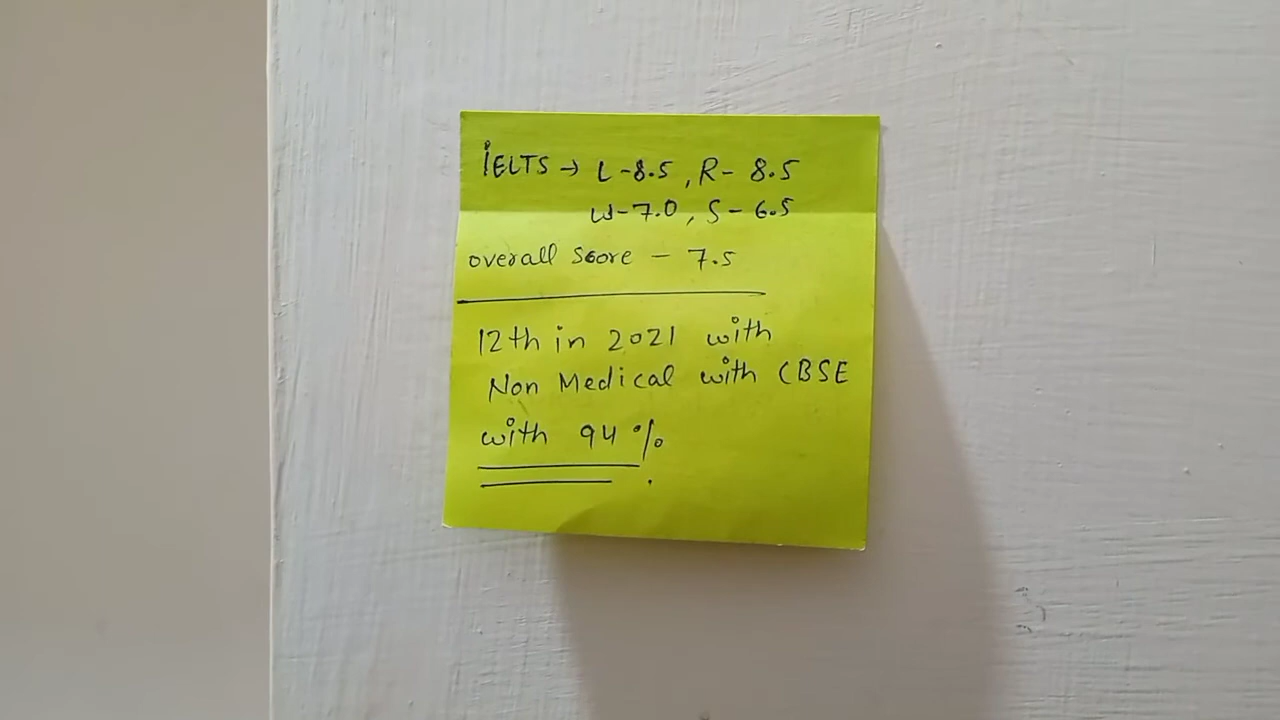 iELTS → L-8.5, R- 8.5
W-7.0, S- 6.5
overall score - 7.5
12th in 2021 with
Non Medical with CBSE
with 94%.